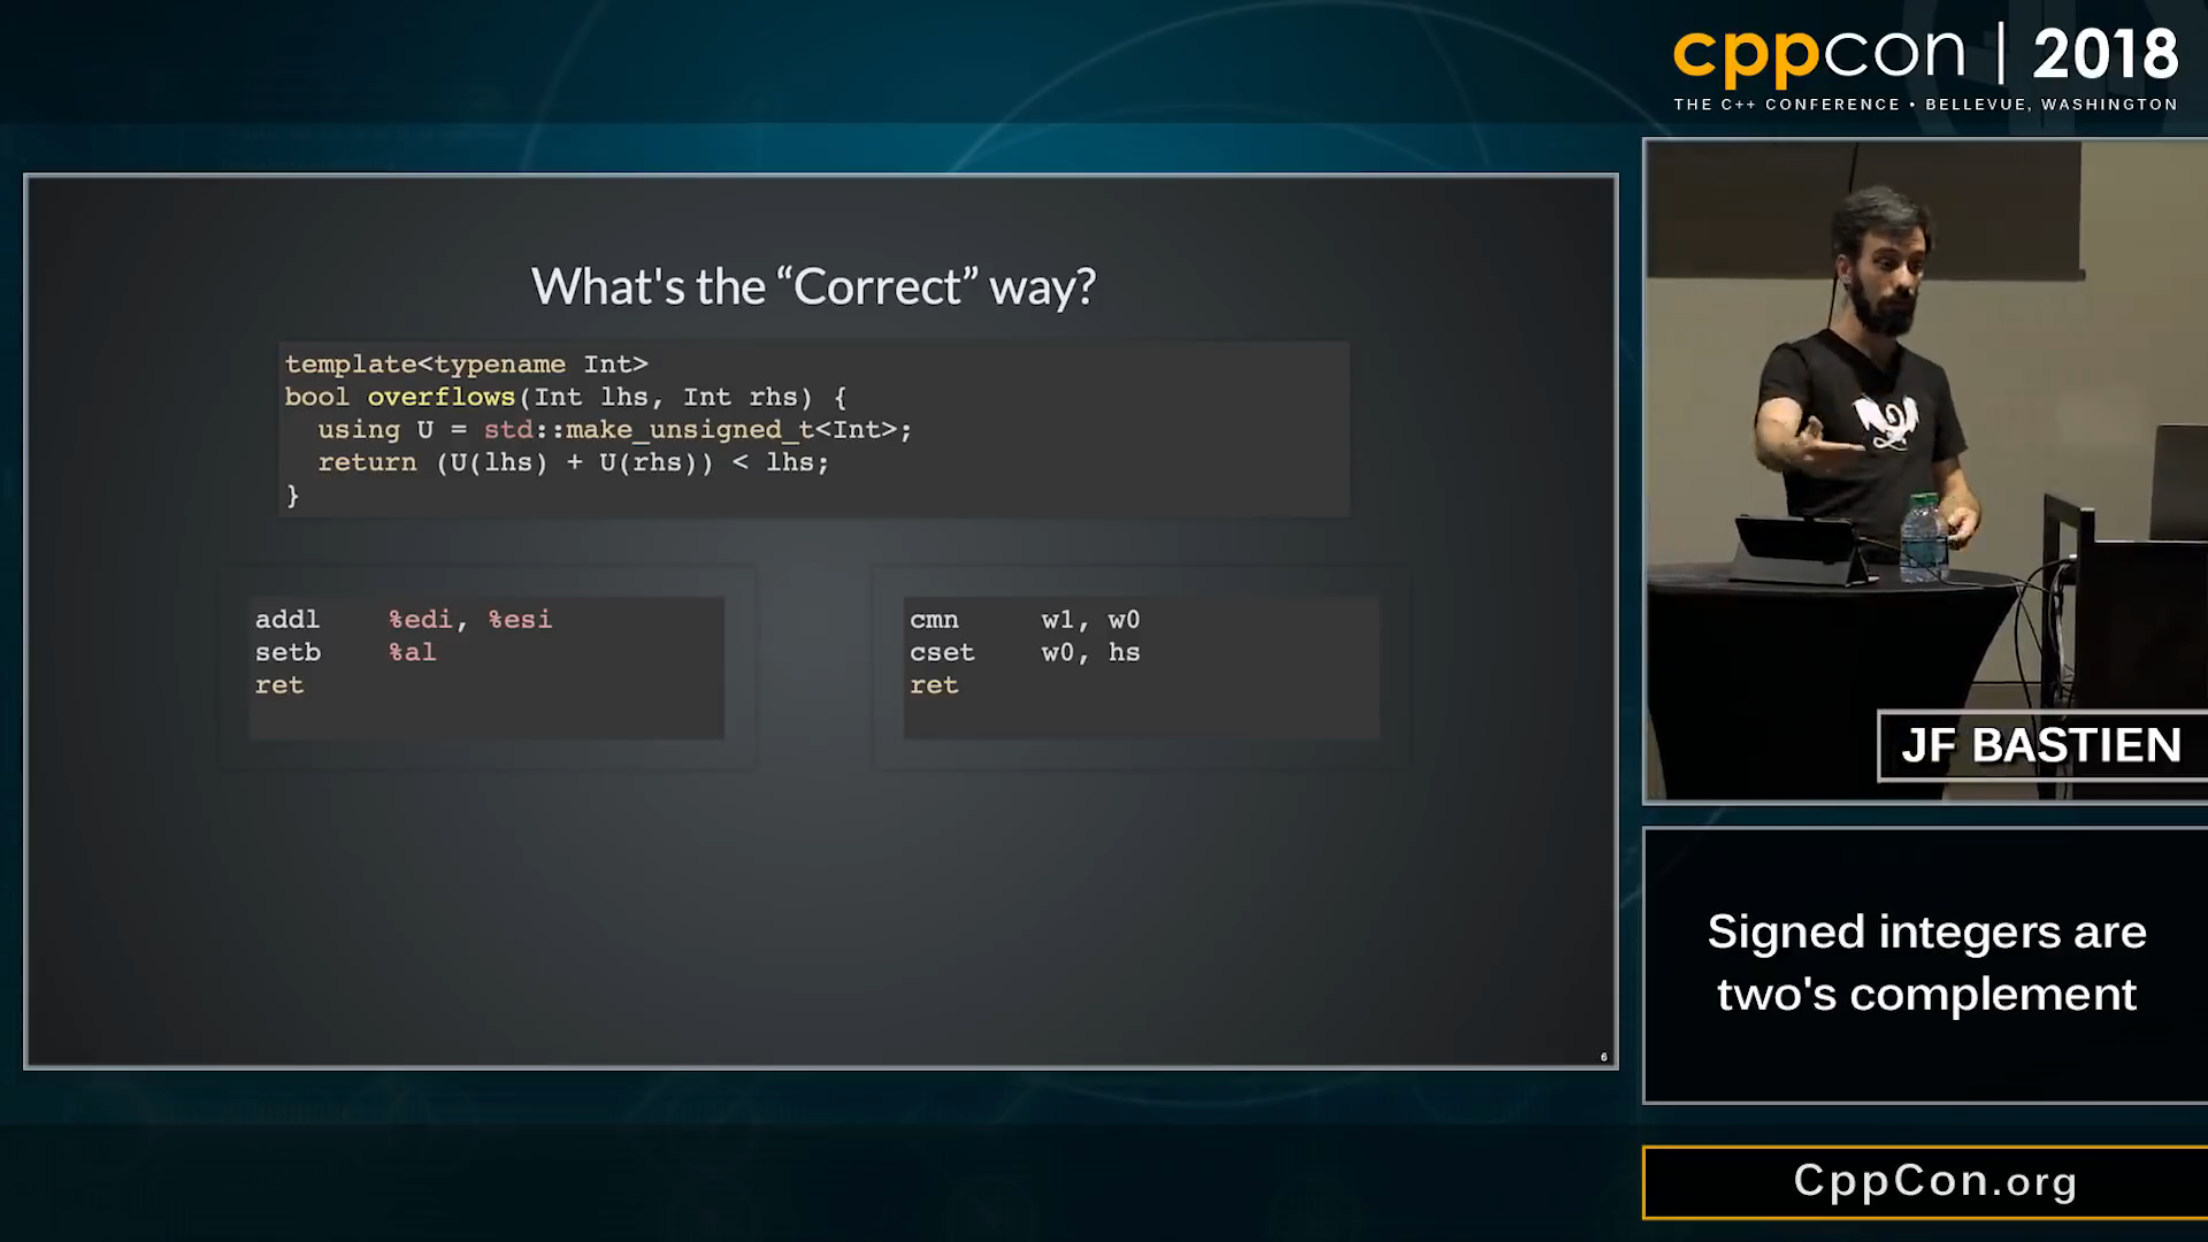 cppcon | 2018
THE C++ CONFERENCE • BELLEVUE, WASHINGTON
What's the “Correct” way?
template<typename Int>
bool overflows(Int lhs, Int rhs) {
  using U = std::make_unsigned_t<Int>;
  return (U(lhs) + U(rhs)) < lhs;
}
addl    %edi, %esi
setb    %al
ret
cmn     w1, w0
cset    w0, hs
ret
6
JF BASTIEN
Signed integers are
two's complement
CppCon.org